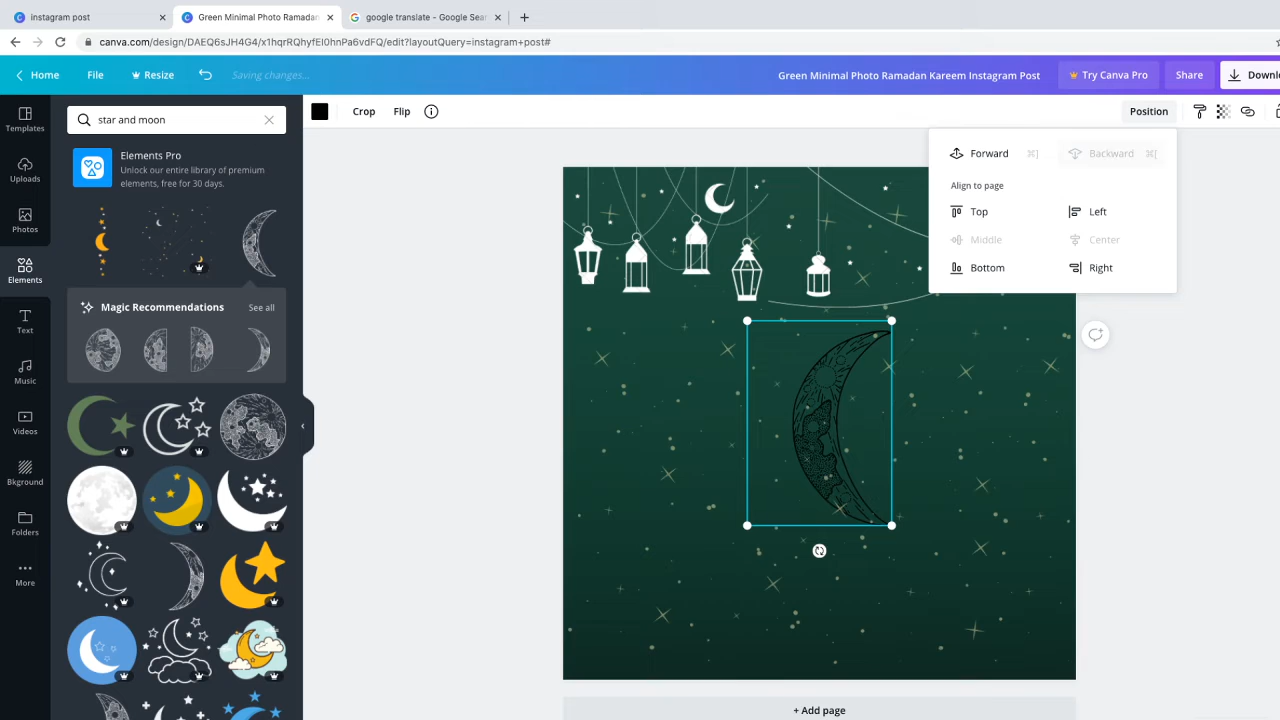 instagram post
Green Minimal Photo Ramadan
google translate - Google Sear
canva.com/design/DAEQ6sJH4G4/x1hqrRQhyfEl0hnPa6vdFQ/edit?layoutQuery=instagram+post#
Home
File
Resize
Saving changes...
Green Minimal Photo Ramadan Kareem Instagram Post
Try Canva Pro
Share
Downlo
Templates
Uploads
Photos
Elements
Text
Music
Videos
Bkground
Folders
More
star and moon
Elements Pro
Unlock our entire library of premium
elements, free for 30 days.
Magic Recommendations
See all
Crop
Flip
Position
Forward ⌘]
Backward ⌘[
Align to page
Top
Left
Middle
Center
Bottom
Right
+ Add page